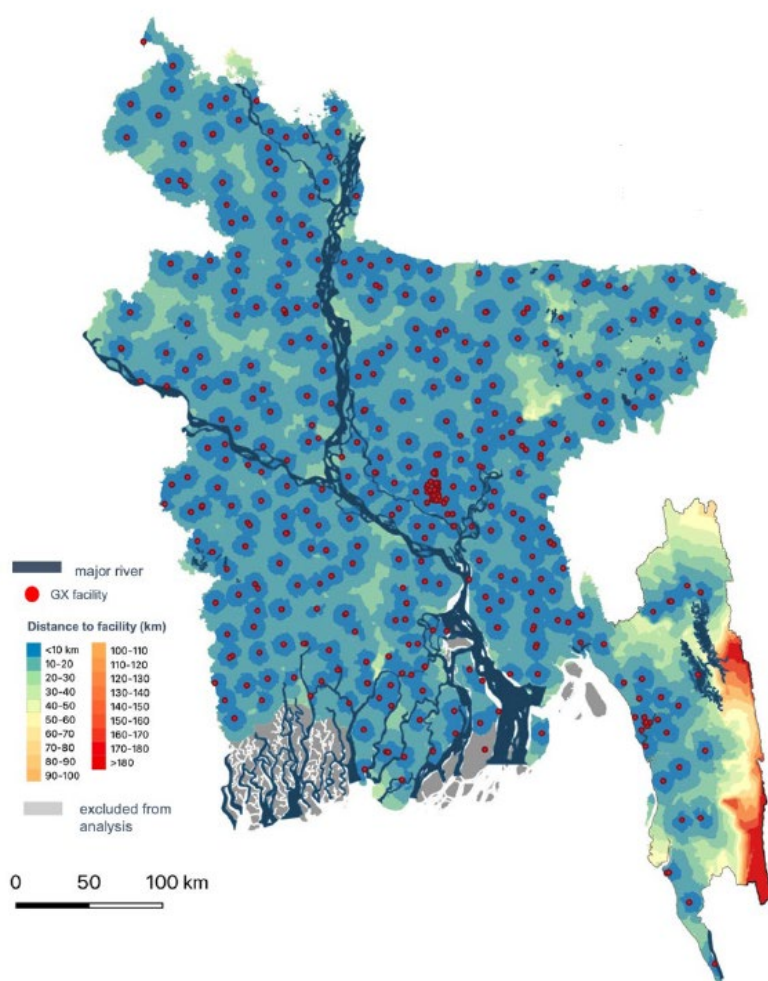 major river
GX facility
Distance to facility (km)
<10 km
10-20
20-30
30-40
40-50
50-60
60-70
70-80
80-90
90-100
100-110
110-120
120-130
130-140
140-150
150-160
160-170
170-180
>180
excluded from
analysis
0 50 100 km